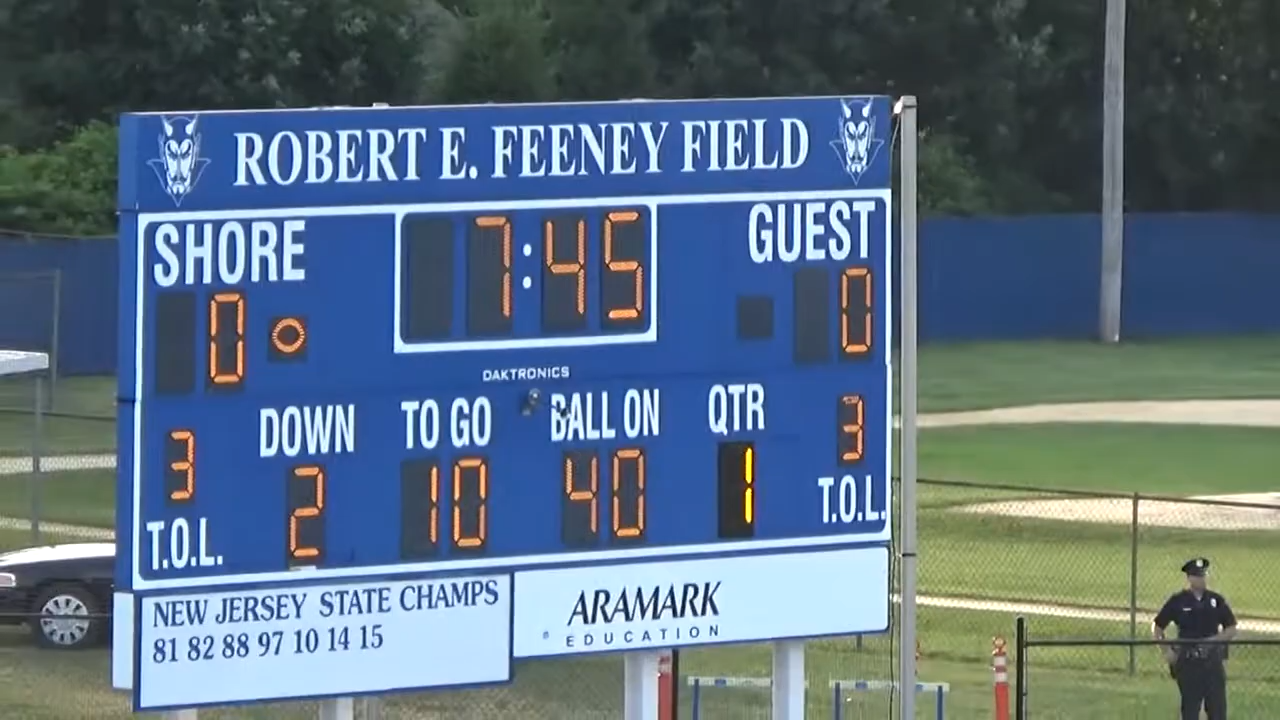 ROBERT E. FEENEY FIELD
SHORE 7:45 GUEST
0 0
DAKTRONICS
DOWN TO GO BALL ON QTR
3 2 10 40 1 3
T.O.L. T.O.L.
NEW JERSEY STATE CHAMPS
81 82 88 97 10 14 15
ARAMARK
EDUCATION